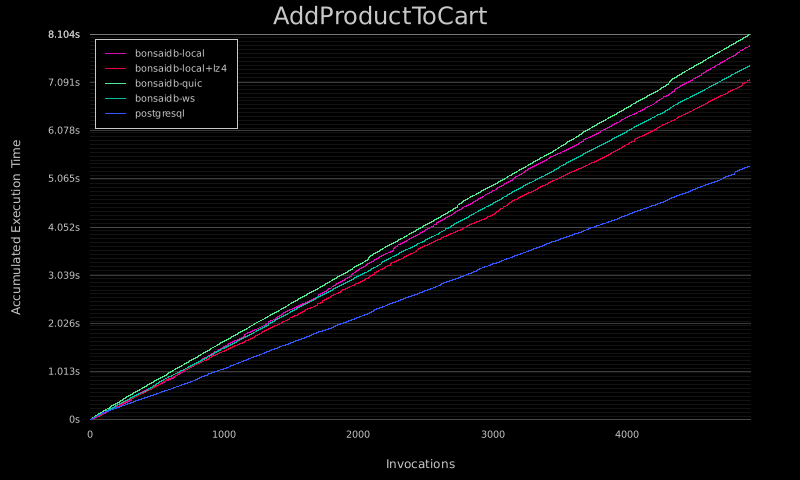 AddProductToCart
8.104s
7.091s
6.078s
5.065s
4.052s
3.039s
2.026s
1.013s
0s
bonsaidb-local
bonsaidb-local+lz4
bonsaidb-quic
bonsaidb-ws
postgresql
Accumulated Execution Time
0 1000 2000 3000 4000
Invocations